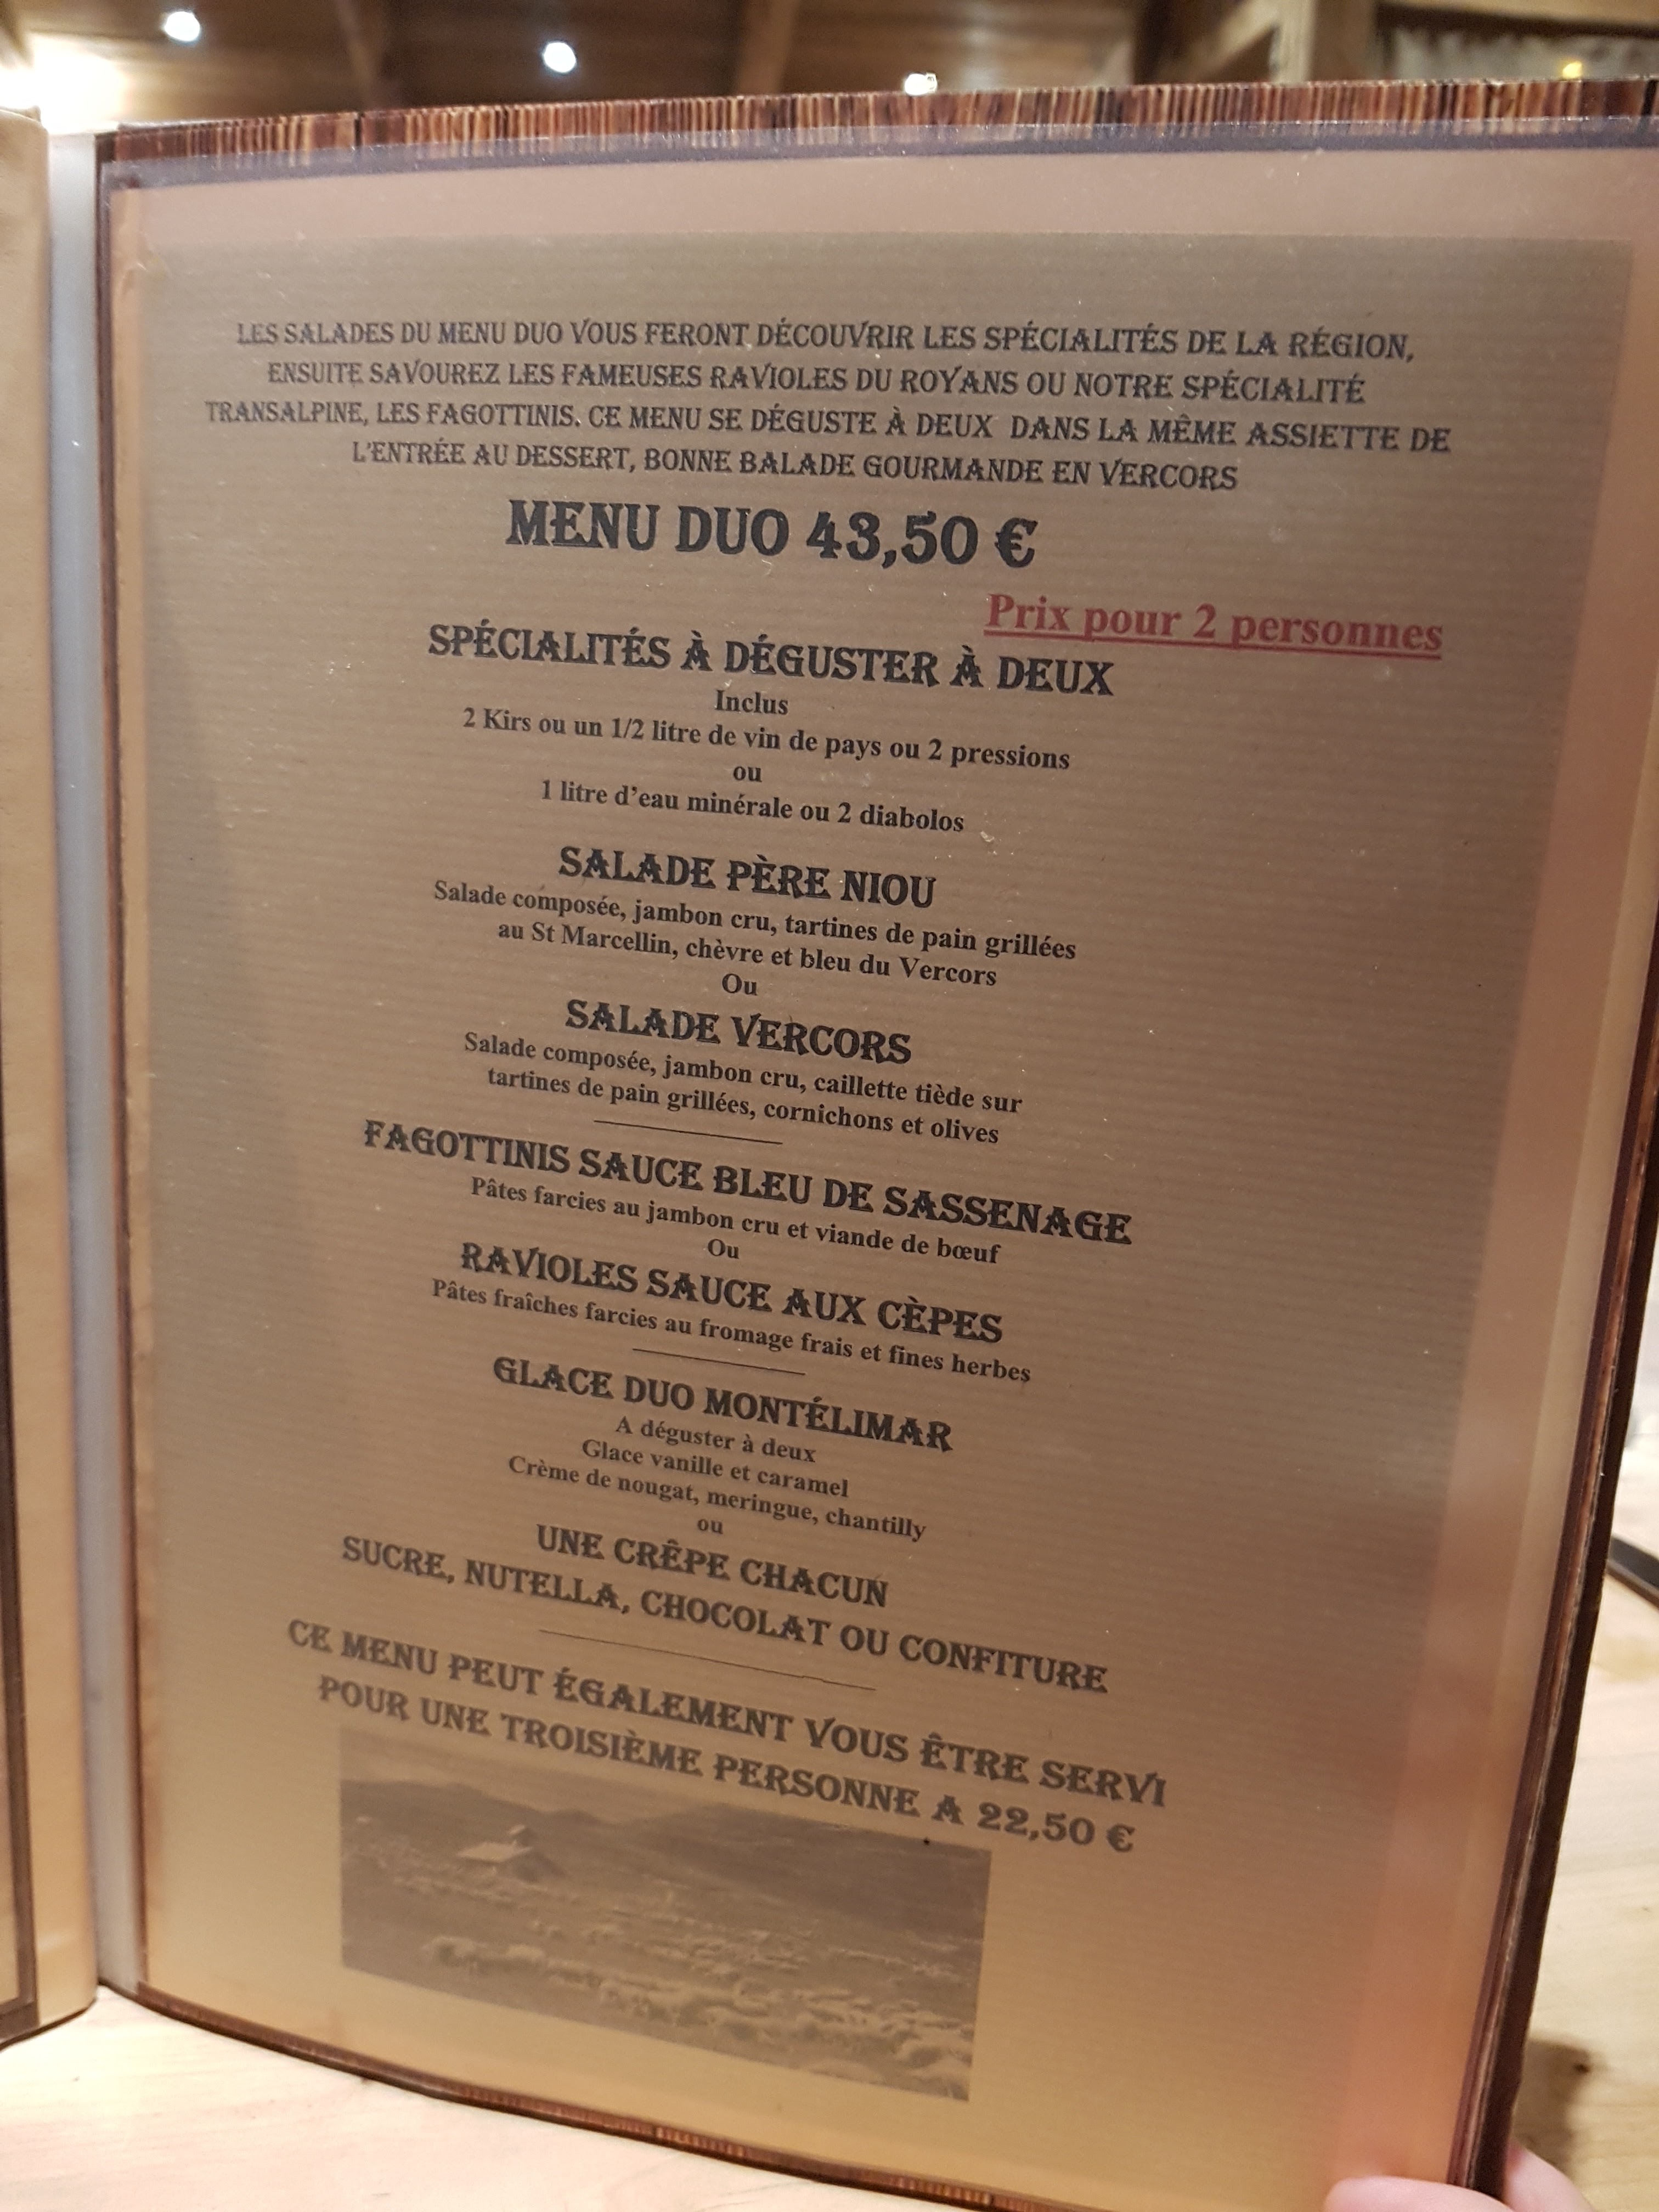 LES SALADES DU MENU DUO VOUS FERONT DÉCOUVRIR LES SPÉCIALITÉS DE LA RÉGION,
ENSUITE SAVOUREZ LES FAMEUSES RAVIOLES DU ROYANS OU NOTRE SPÉCIALITÉ
TRANSALPINE, LES FAGOTTINIS. CE MENU SE DÉGUSTE À DEUX DANS LA MÊME ASSIETTE DE
L'ENTRÉE AU DESSERT, BONNE BALADE GOURMANDE EN VERCORS
MENU DUO 43,50 €
Prix pour 2 personnes
SPÉCIALITÉS À DÉGUSTER À DEUX
Inclus
2 Kirs ou un 1/2 litre de vin de pays ou 2 pressions
ou
1 litre d'eau minérale ou 2 diabolos
SALADE PÈRE NIOU
Salade composée, jambon cru, tartines de pain grillées
au St Marcellin, chèvre et bleu du Vercors
Ou
SALADE VERCORS
Salade composée, jambon cru, caillette tiède sur
tartines de pain grillées, cornichons et olives
FAGOTTINIS SAUCE BLEU DE SASSENAGE
Pâtes farcies au jambon cru et viande de bœuf
Ou
RAVIOLES SAUCE AUX CÈPES
Pâtes fraîches farcies au fromage frais et fines herbes
GLACE DUO MONTÉLIMAR
A déguster à deux
Glace vanille et caramel
Crème de nougat, meringue, chantilly
ou
UNE CRÊPE CHACUN
SUCRE, NUTELLA, CHOCOLAT OU CONFITURE
CE MENU PEUT ÉGALEMENT VOUS ÊTRE SERVI
POUR UNE TROISIÈME PERSONNE A 22,50 €